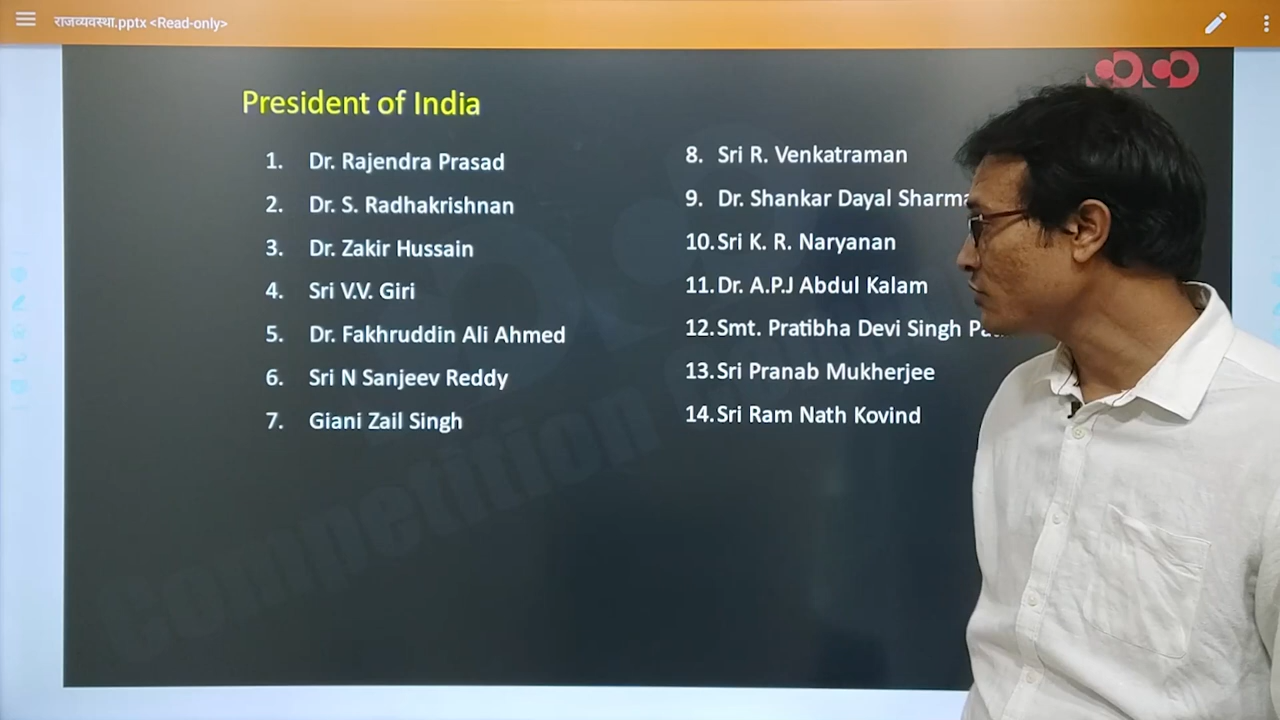 राजव्यवस्था.pptx <Read-only>
President of India
1. Dr. Rajendra Prasad
2. Dr. S. Radhakrishnan
3. Dr. Zakir Hussain
4. Sri V.V. Giri
5. Dr. Fakhruddin Ali Ahmed
6. Sri N Sanjeev Reddy
7. Giani Zail Singh
8. Sri R. Venkatraman
9. Dr. Shankar Dayal Sharma
10. Sri K. R. Naryanan
11. Dr. A.P.J Abdul Kalam
12. Smt. Pratibha Devi Singh
13. Sri Pranab Mukherjee
14. Sri Ram Nath Kovind
Competition